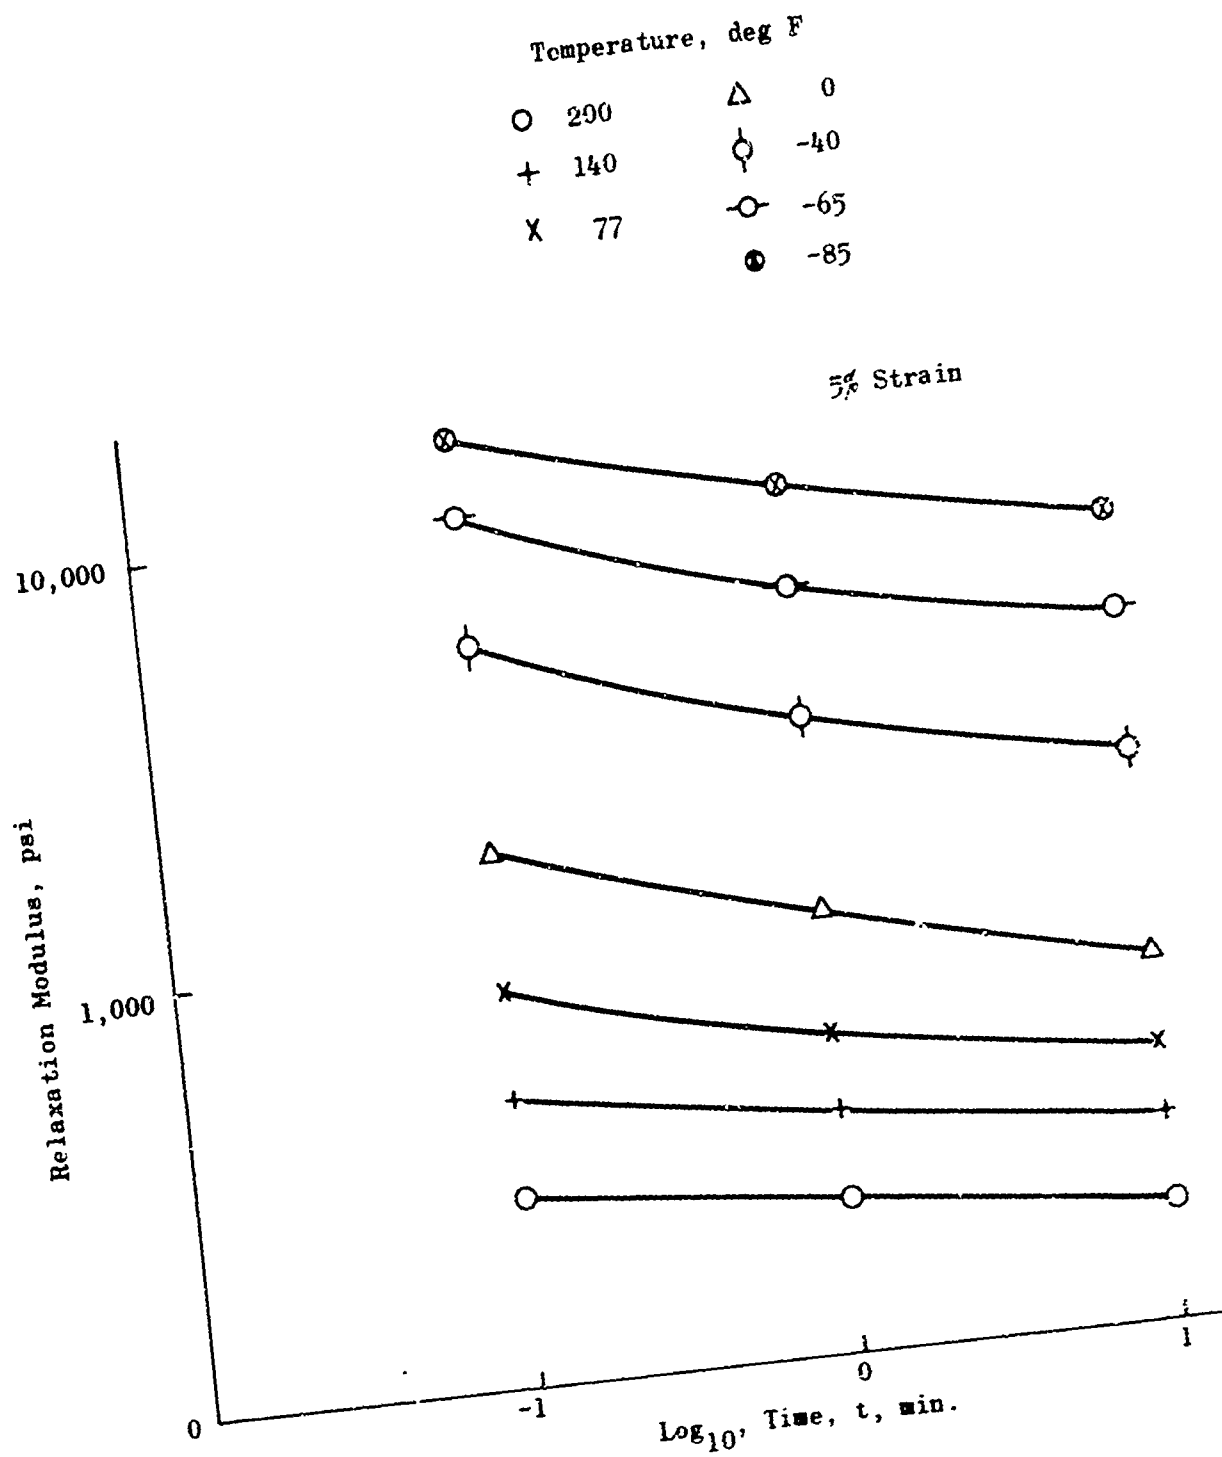 Temperature, deg F
○ 200 △ 0
+ 140 -40
X 77 -65
-85
5% Strain
10,000
1,000
0
Relaxation Modulus, psi
-1 0 1
Log10, Time, t, min.